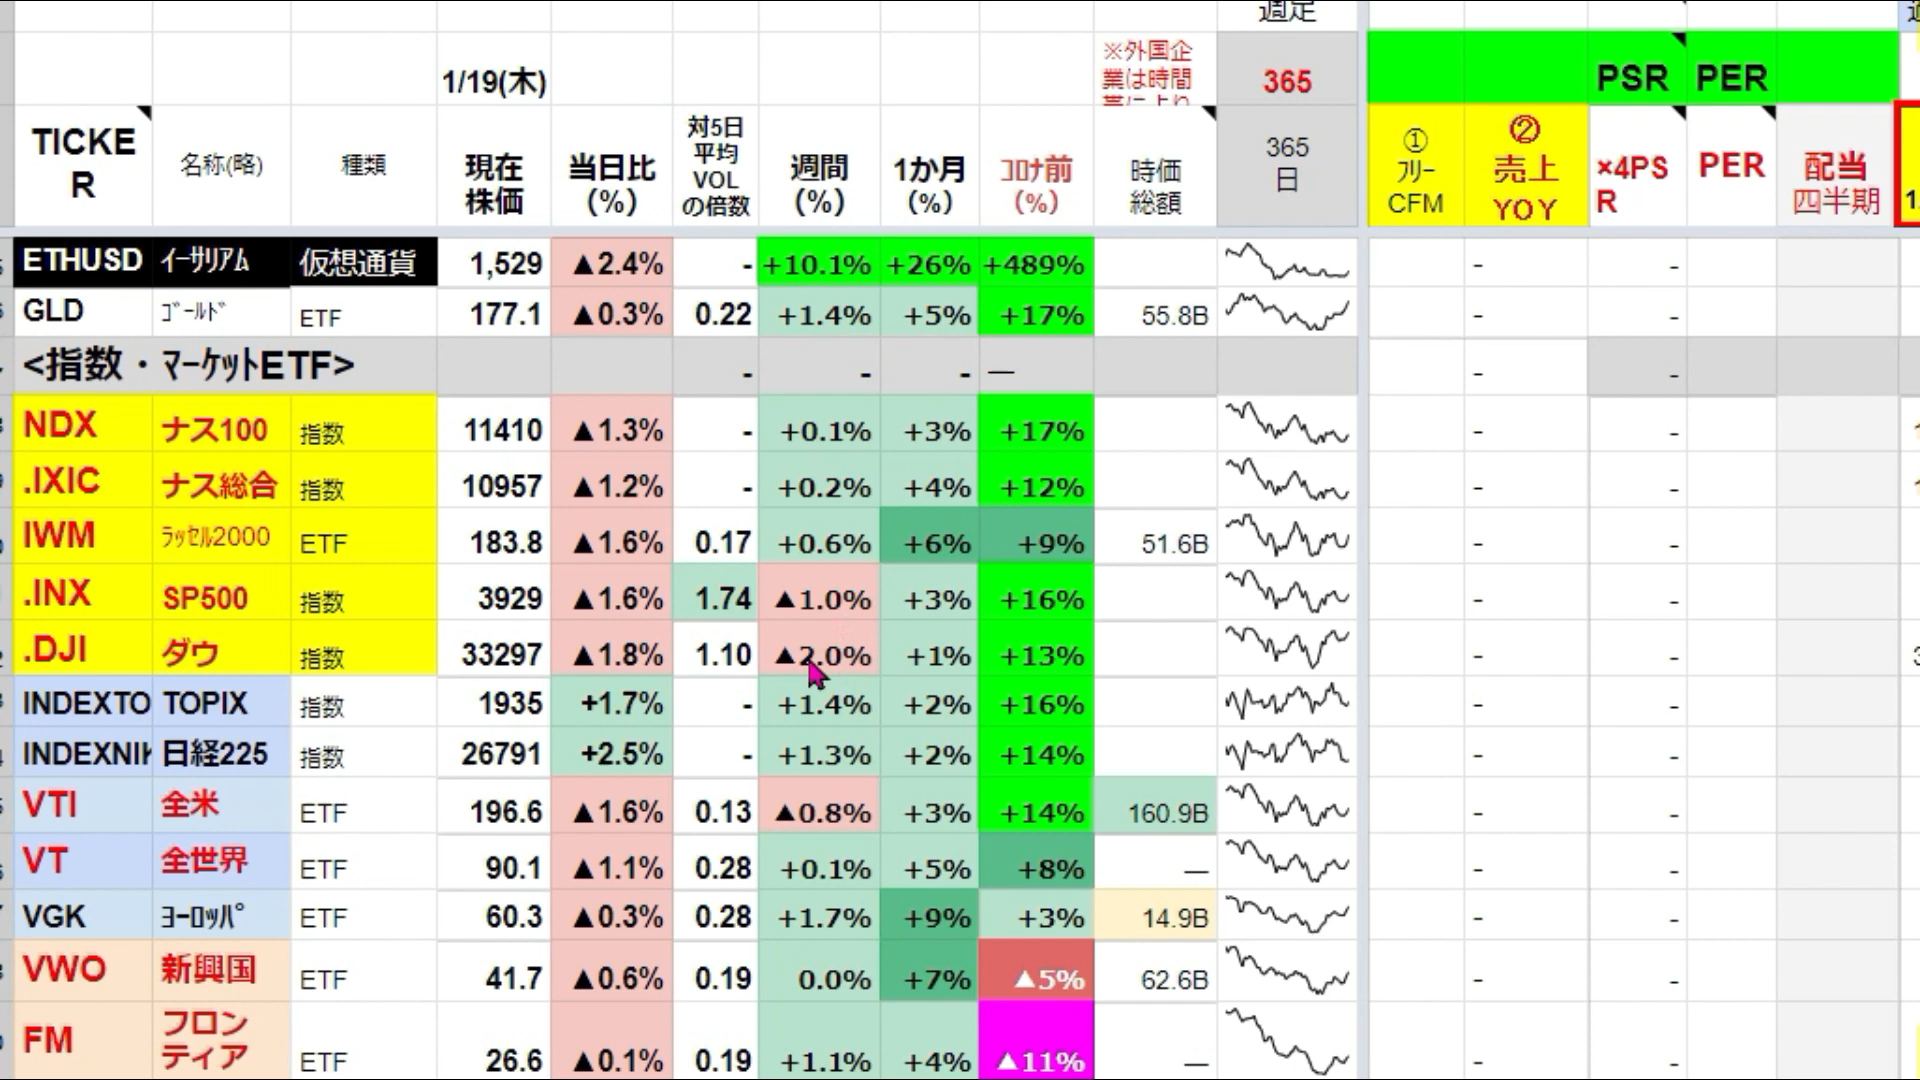 週定
1/19(木) ※外国企 365 PSR PER
業は時間
帯により
TICKE 名称(略) 種類 現在 当日比 対5日 週間 1か月 ｺﾛﾅ前 時価 365 ① ② ×4PS PER 配当
R 株価 (%) 平均 (%) (%) (%) 総額 日 ﾌﾘｰ 売上 R 四半期
VOL CFM YOY
の倍数
ETHUSD ｲｰｻﾘｱﾑ 仮想通貨 1,529 ▲2.4% - +10.1% +26% +489% - -
GLD ｺﾞｰﾙﾄﾞ ETF 177.1 ▲0.3% 0.22 +1.4% +5% +17% 55.8B - -
<指数・ﾏｰｹｯﾄETF> - - - — - -
NDX ナス100 指数 11410 ▲1.3% - +0.1% +3% +17% - -
.IXIC ナス総合 指数 10957 ▲1.2% - +0.2% +4% +12% - -
IWM ﾗｯｾﾙ2000 ETF 183.8 ▲1.6% 0.17 +0.6% +6% +9% 51.6B - -
.INX SP500 指数 3929 ▲1.6% 1.74 ▲1.0% +3% +16% - -
.DJI ダウ 指数 33297 ▲1.8% 1.10 ▲2.0% +1% +13% - -
INDEXTO TOPIX 指数 1935 +1.7% - +1.4% +2% +16% - -
INDEXNIK 日経225 指数 26791 +2.5% - +1.3% +2% +14% - -
VTI 全米 ETF 196.6 ▲1.6% 0.13 ▲0.8% +3% +14% 160.9B - -
VT 全世界 ETF 90.1 ▲1.1% 0.28 +0.1% +5% +8% — - -
VGK ﾖｰﾛｯﾊﾟ ETF 60.3 ▲0.3% 0.28 +1.7% +9% +3% 14.9B - -
VWO 新興国 ETF 41.7 ▲0.6% 0.19 0.0% +7% ▲5% 62.6B - -
FM フロン ETF 26.6 ▲0.1% 0.19 +1.1% +4% ▲11% — - -
ティア